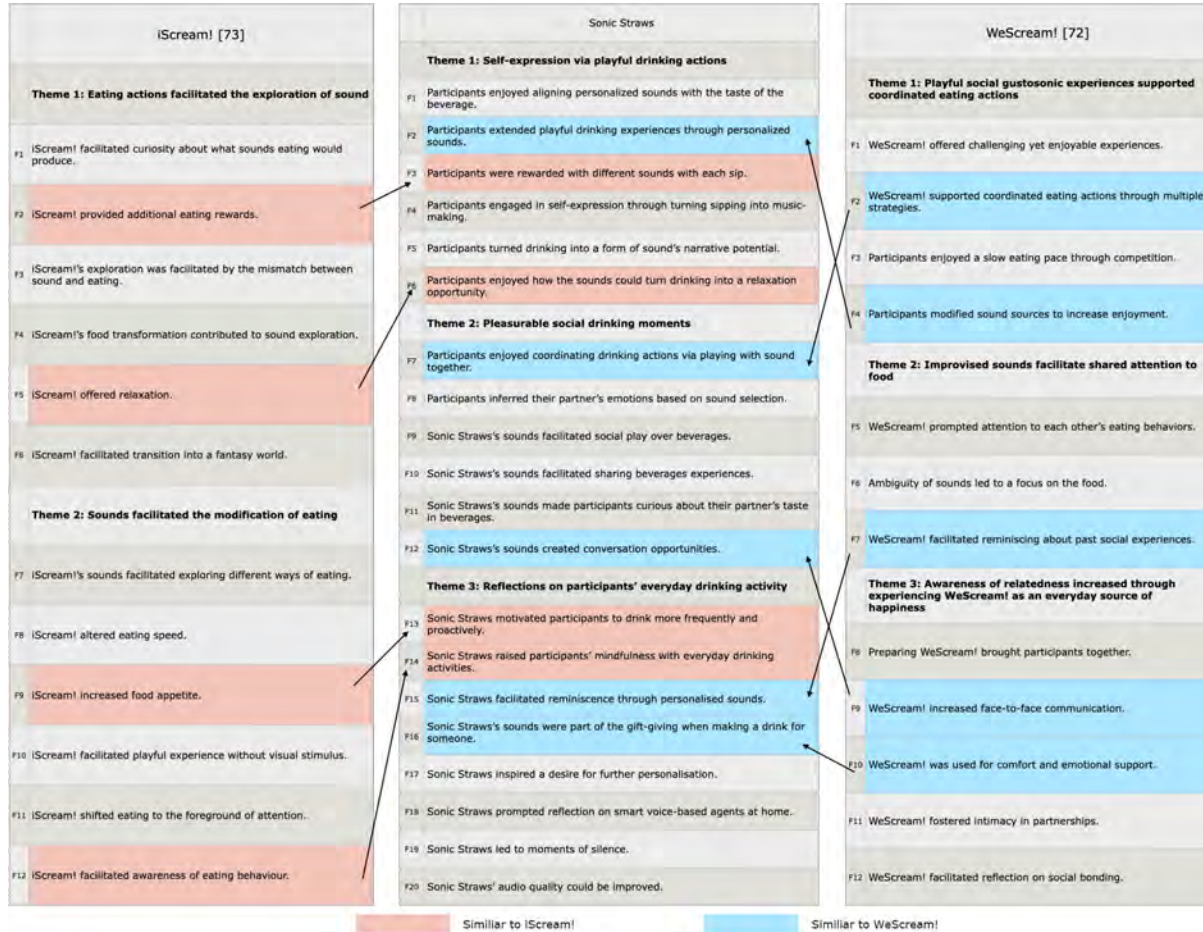 iScream! [73]
Theme 1: Eating actions facilitated the exploration of sound
F1 iScream! facilitated curiosity about what sounds eating would
produce.
F2 iScream! provided additional eating rewards.
F3 iScream!'s exploration was facilitated by the mismatch between
sound and eating.
F4 iScream!'s food transformation contributed to sound exploration.
F5 iScream! offered relaxation.
F6 iScream! facilitated transition into a fantasy world.
Theme 2: Sounds facilitated the modification of eating
F7 iScream!'s sounds facilitated exploring different ways of eating.
F8 iScream! altered eating speed.
F9 iScream! increased food appetite.
F10 iScream! facilitated playful experience without visual stimulus.
F11 iScream! shifted eating to the foreground of attention.
F12 iScream! facilitated awareness of eating behaviour.
Sonic Straws
Theme 1: Self-expression via playful drinking actions
F1 Participants enjoyed aligning personalized sounds with the taste of the
beverage.
F2 Participants extended playful drinking experiences through personalized
sounds.
F3 Participants were rewarded with different sounds with each sip.
F4 Participants engaged in self-expression through turning sipping into music-
making.
F5 Participants turned drinking into a form of sound's narrative potential.
F6 Participants enjoyed how the sounds could turn drinking into a relaxation
opportunity.
Theme 2: Pleasurable social drinking moments
F7 Participants enjoyed coordinating drinking actions via playing with sound
together.
F8 Participants inferred their partner's emotions based on sound selection.
F9 Sonic Straws's sounds facilitated social play over beverages.
F10 Sonic Straws's sounds facilitated sharing beverages experiences.
F11 Sonic Straws's sounds made participants curious about their partner's taste
in beverages.
F12 Sonic Straws's sounds created conversation opportunities.
Theme 3: Reflections on participants' everyday drinking activity
F13 Sonic Straws motivated participants to drink more frequently and
proactively.
F14 Sonic Straws raised participants' mindfulness with everyday drinking
activities.
F15 Sonic Straws facilitated reminiscence through personalised sounds.
F16 Sonic Straws's sounds were part of the gift-giving when making a drink for
someone.
F17 Sonic Straws inspired a desire for further personalisation.
F18 Sonic Straws prompted reflection on smart voice-based agents at home.
F19 Sonic Straws led to moments of silence.
F20 Sonic Straws' audio quality could be improved.
WeScream! [72]
Theme 1: Playful social gustosonic experiences supported
coordinated eating actions
F1 WeScream! offered challenging yet enjoyable experiences.
F2 WeScream! supported coordinated eating actions through multiple
strategies.
F3 Participants enjoyed a slow eating pace through competition.
F4 Participants modified sound sources to increase enjoyment.
Theme 2: Improvised sounds facilitate shared attention to
food
F5 WeScream! prompted attention to each other's eating behaviors.
F6 Ambiguity of sounds led to a focus on the food.
F7 WeScream! facilitated reminiscing about past social experiences.
Theme 3: Awareness of relatedness increased through
experiencing WeScream! as an everyday source of
happiness
F8 Preparing WeScream! brought participants together.
F9 WeScream! increased face-to-face communication.
F10 WeScream! was used for comfort and emotional support.
F11 WeScream! fostered intimacy in partnerships.
F12 WeScream! facilitated reflection on social bonding.
Similiar to iScream!
Similiar to WeScream!